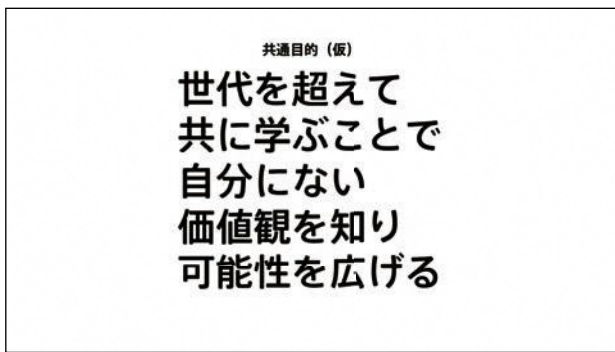 共通目的（仮）
世代を超えて
共に学ぶことで
自分にない
価値観を知り
可能性を広げる